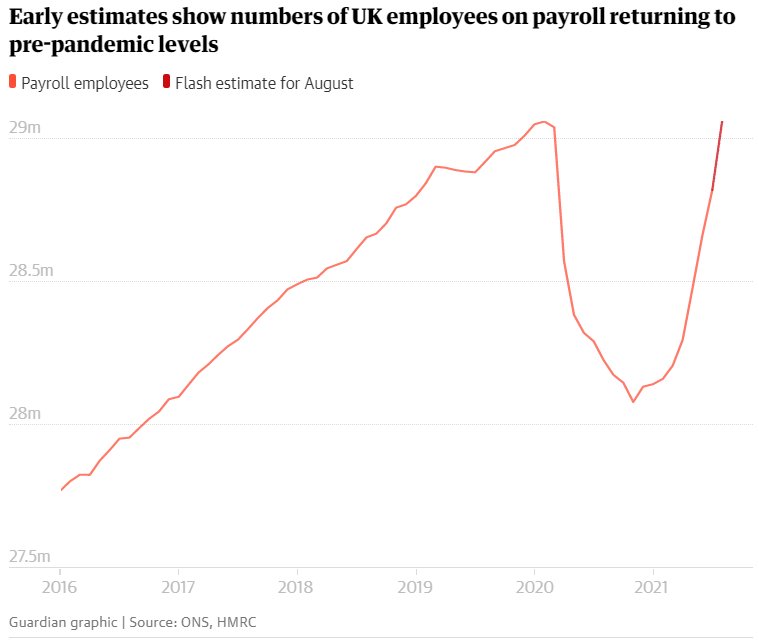 Early estimates show numbers of UK employees on payroll returning to
pre-pandemic levels
Payroll employees Flash estimate for August
29m
28.5m
28m
27.5m
2016 2017 2018 2019 2020 2021
Guardian graphic | Source: ONS, HMRC